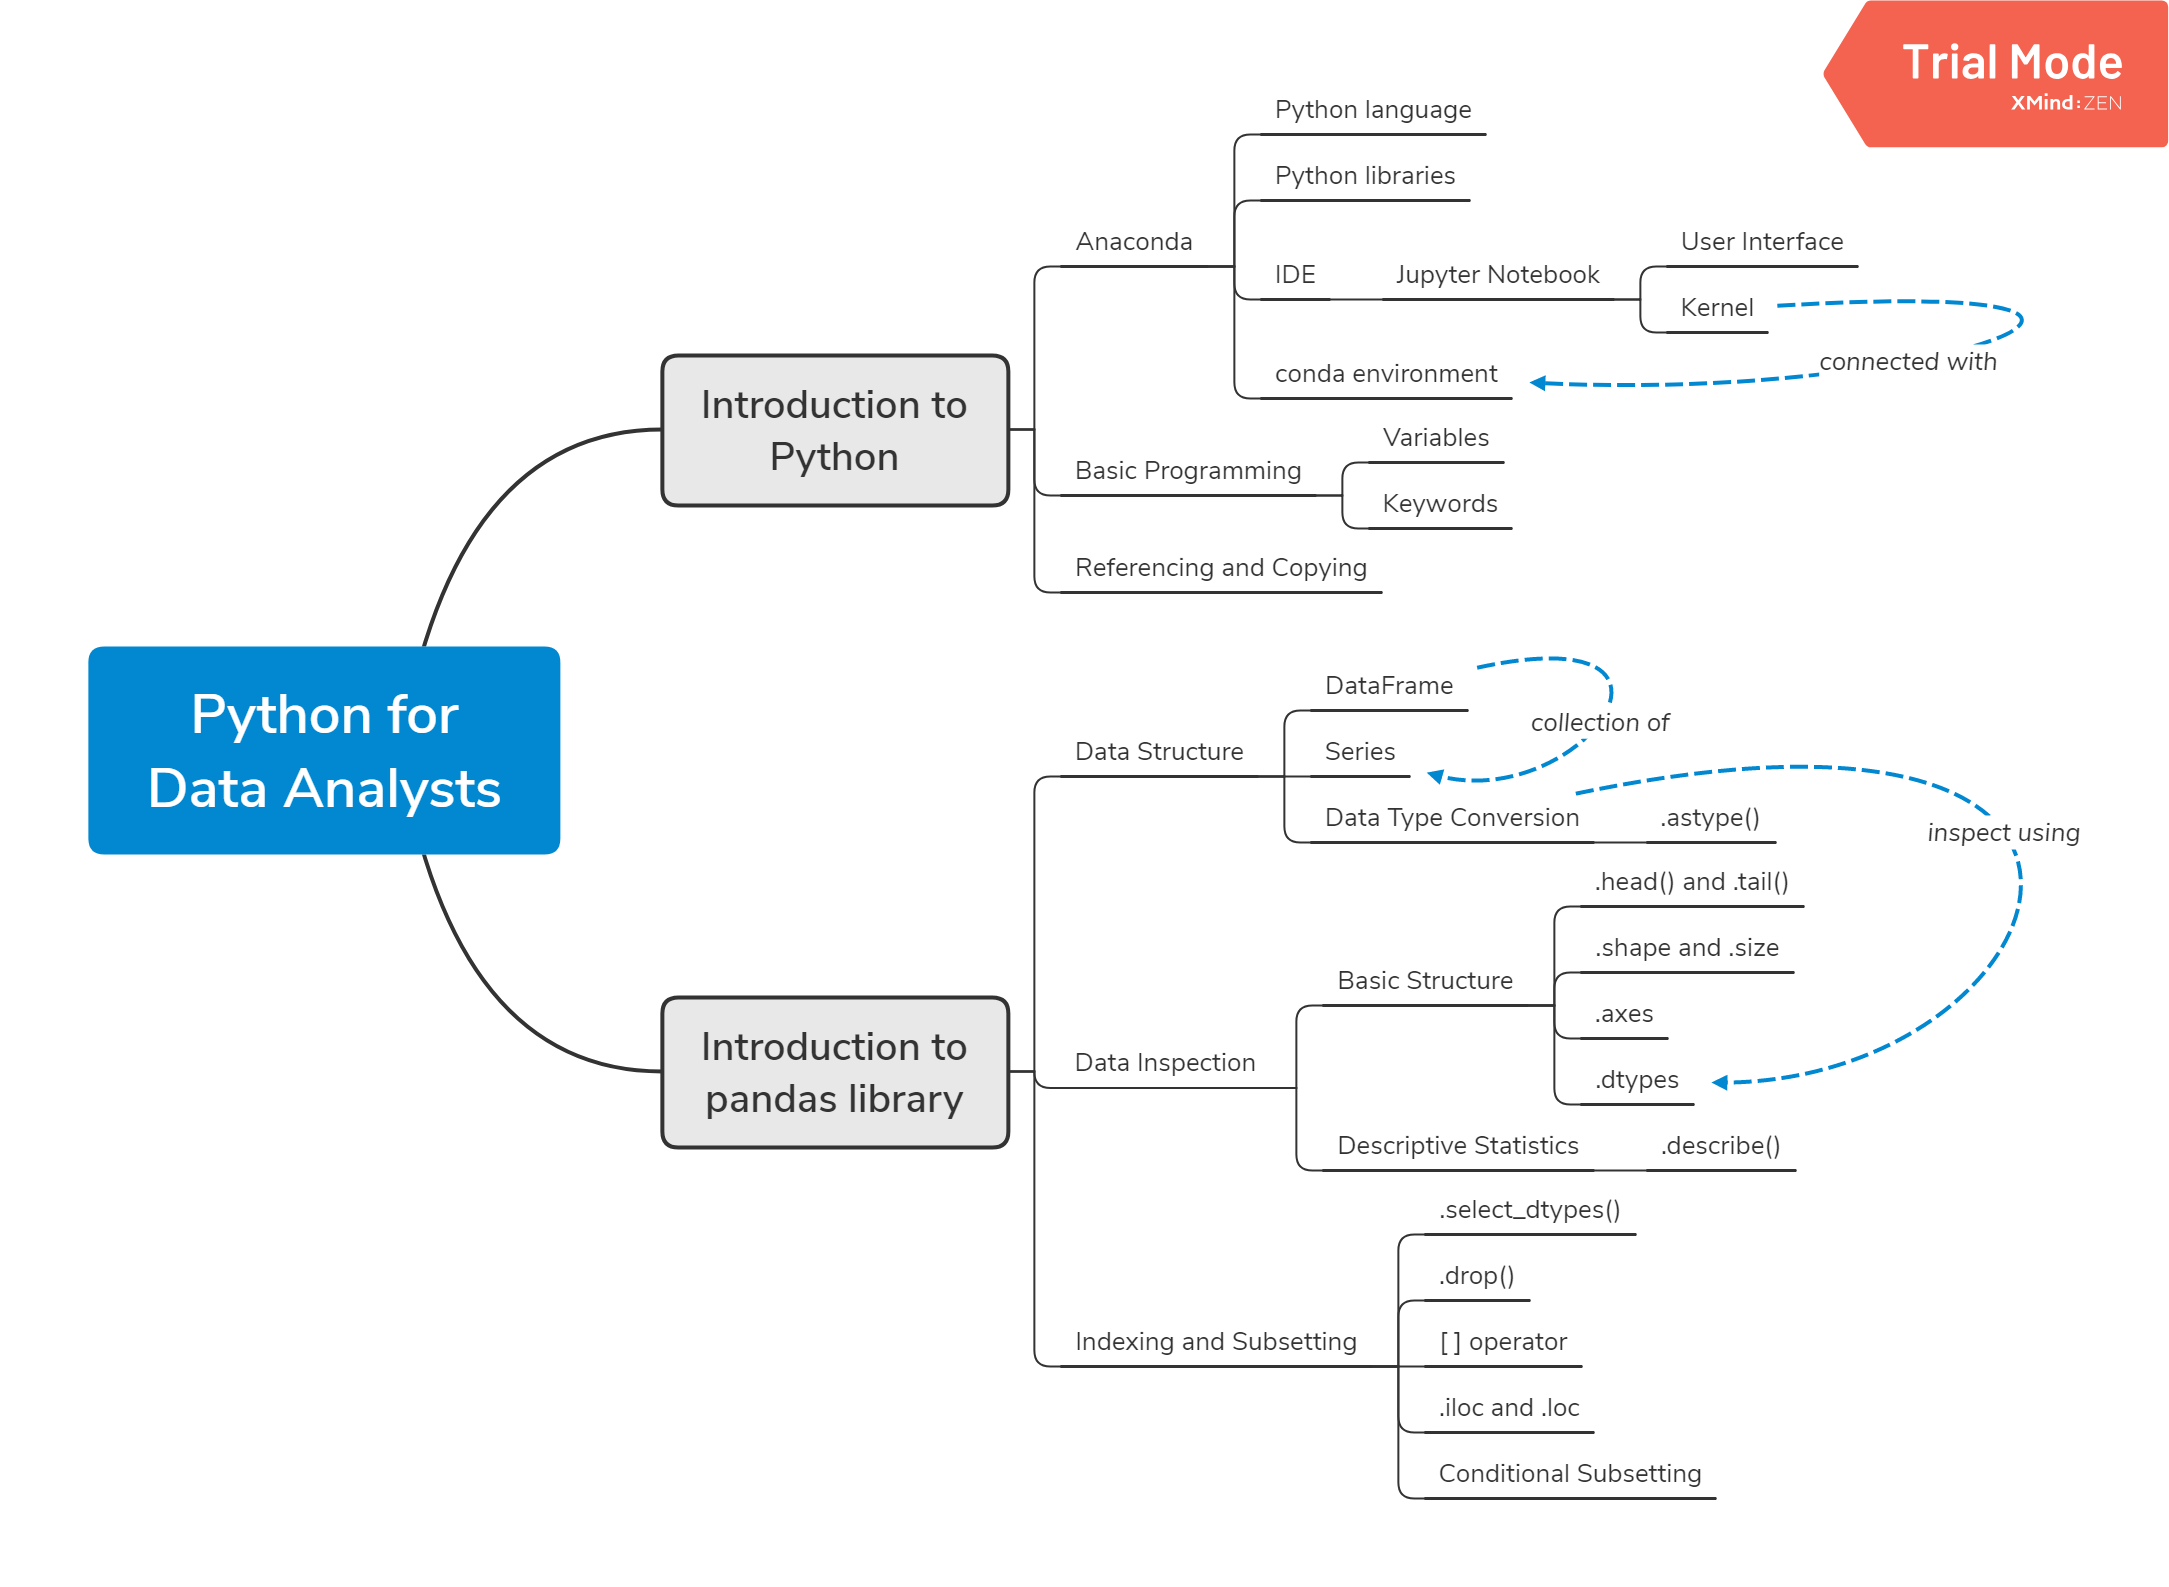 Trial Mode
XMind:ZEN
Python for
Data Analysts
Introduction to
Python
Anaconda
Python language
Python libraries
IDE
Jupyter Notebook
User Interface
Kernel
connected with
conda environment
Basic Programming
Variables
Keywords
Referencing and Copying
Introduction to
pandas library
Data Structure
DataFrame
collection of
Series
Data Type Conversion
.astype()
inspect using
Data Inspection
Basic Structure
.head() and .tail()
.shape and .size
.axes
.dtypes
Descriptive Statistics
.describe()
Indexing and Subsetting
.select_dtypes()
.drop()
[ ] operator
.iloc and .loc
Conditional Subsetting